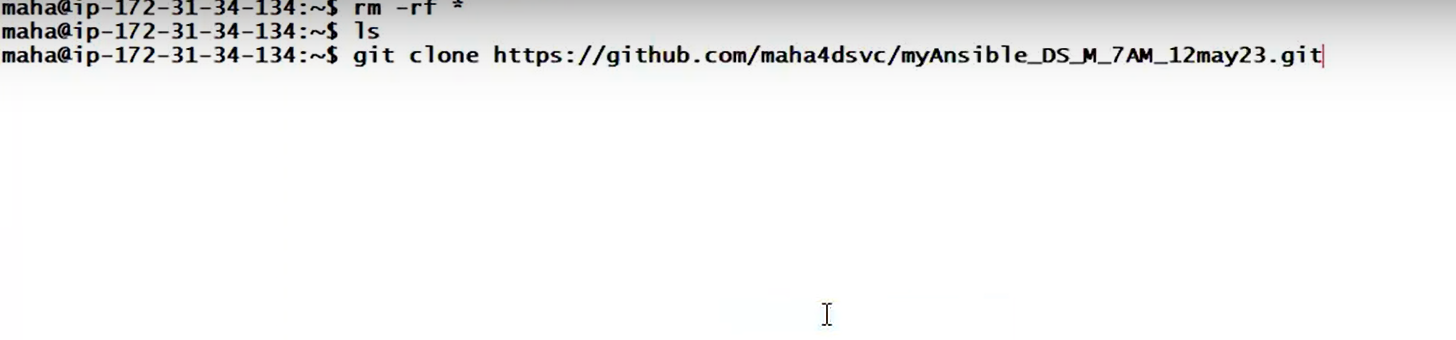 maha@ip-172-31-34-134:~$ rm -rf *
maha@ip-172-31-34-134:~$ ls
maha@ip-172-31-34-134:~$ git clone https://github.com/maha4dsvc/myAnsible_DS_M_7AM_12may23.git